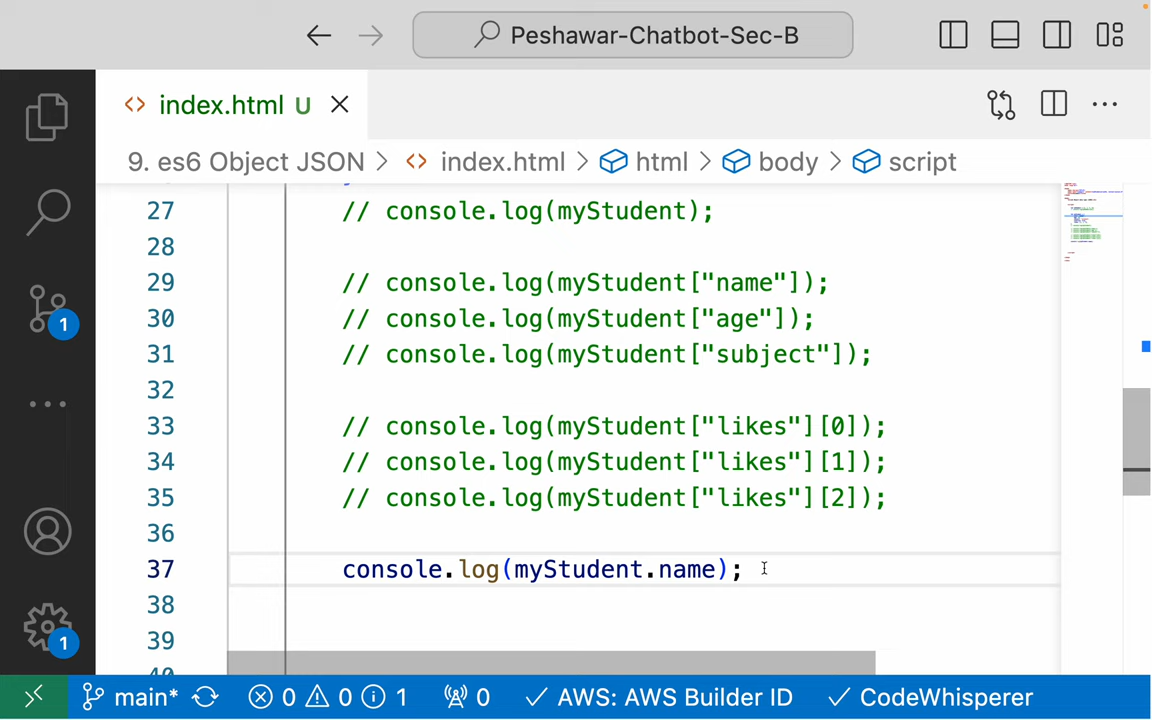 Peshawar-Chatbot-Sec-B
index.html U
9. es6 Object JSON > index.html > html > body > script
27 // console.log(myStudent);
28
29 // console.log(myStudent["name"]);
30 // console.log(myStudent["age"]);
31 // console.log(myStudent["subject"]);
32
33 // console.log(myStudent["likes"][0]);
34 // console.log(myStudent["likes"][1]);
35 // console.log(myStudent["likes"][2]);
36
37 console.log(myStudent.name);
38
39
1
1
main* 0 0 1 0 AWS: AWS Builder ID CodeWhisperer